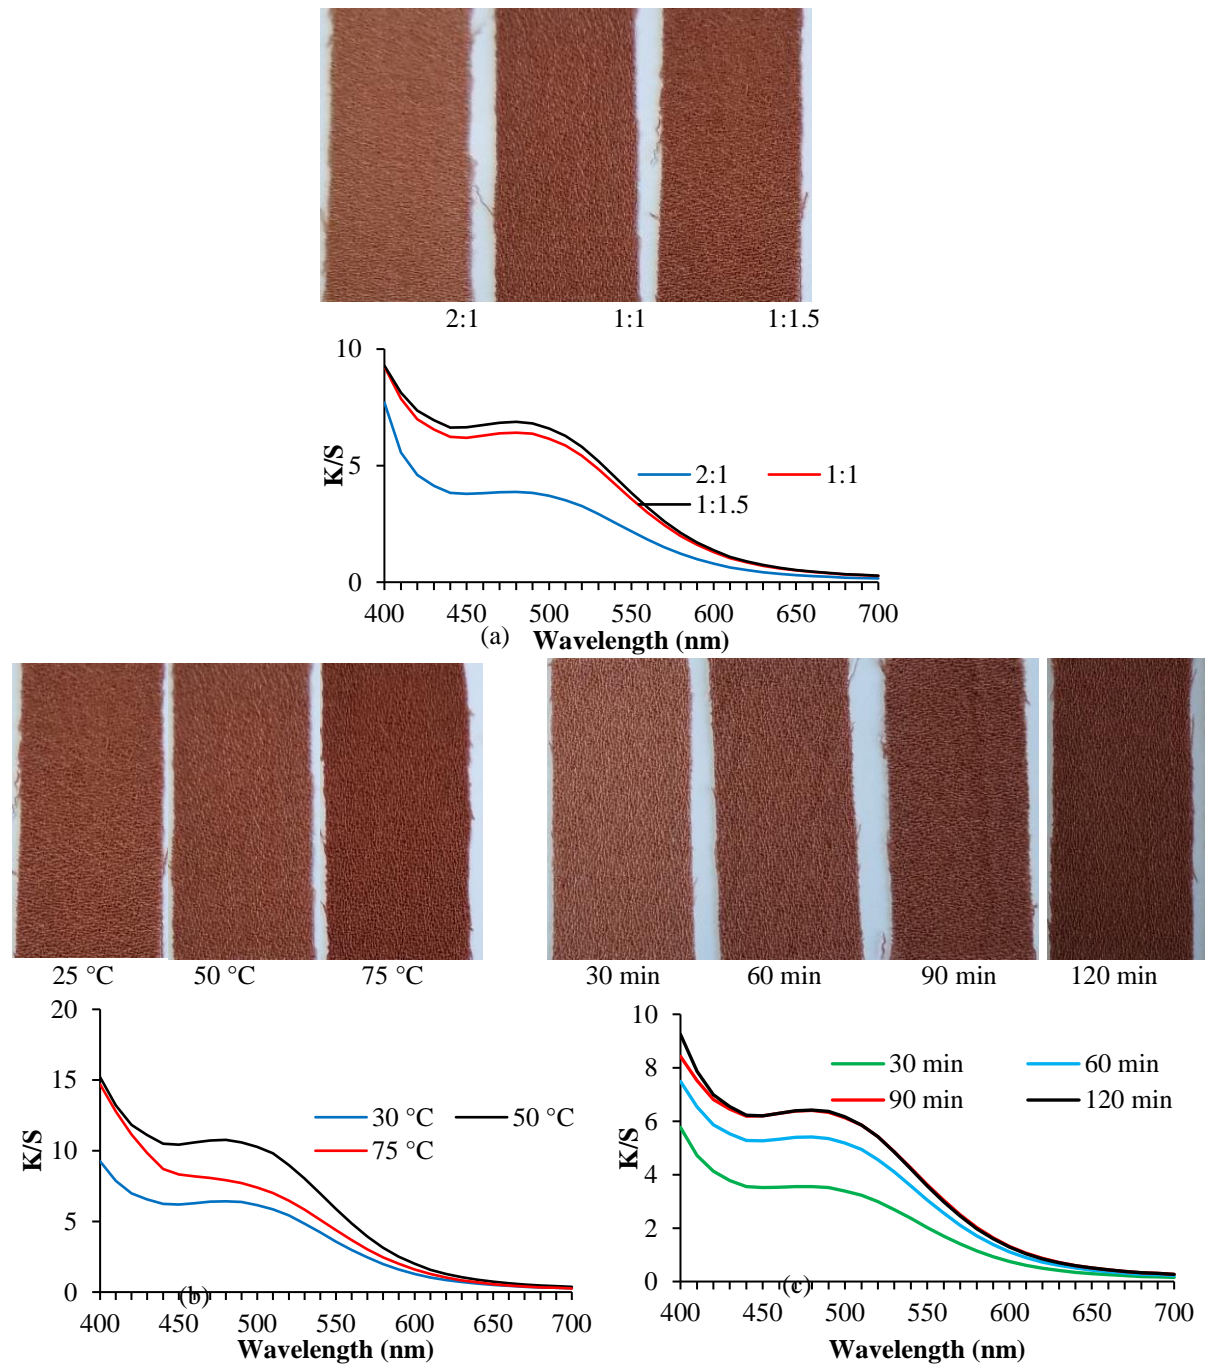 2:1 1:1 1:1.5
10
5
0
K/S
2:1 1:1
1:1.5
400 450 500 550 600 650 700
(a) Wavelength (nm)
25 °C 50 °C 75 °C
20
15
10
5
0
K/S
30 °C 50 °C
75 °C
400 450 500 550 600 650 700
(b)
Wavelength (nm)
30 min 60 min 90 min 120 min
10
8
6
4
2
0
K/S
30 min 60 min
90 min 120 min
400 450 500 550 600 650 700
(c)
Wavelength (nm)